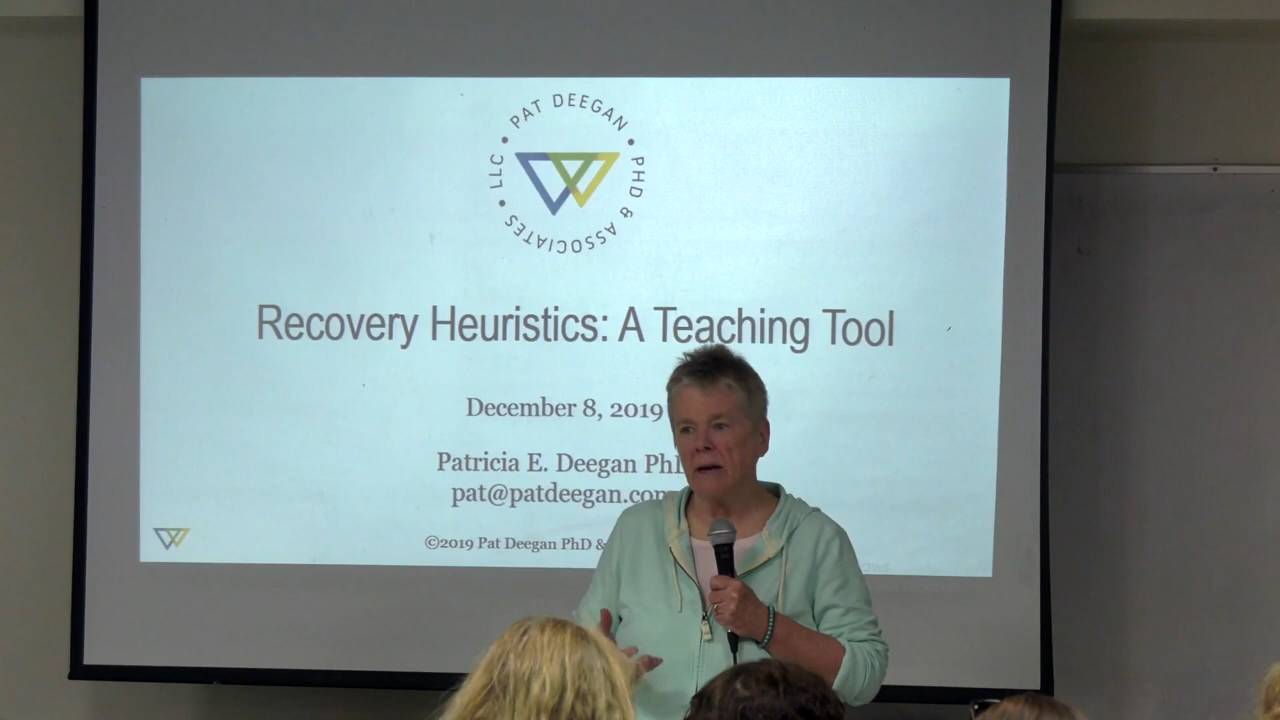 PAT DEEGAN • PHD & ASSOCIATES • LLC •
Recovery Heuristics: A Teaching Tool
December 8, 2019
Patricia E. Deegan
pat@patdeegan.com
©2019 Pat Deegan PhD &